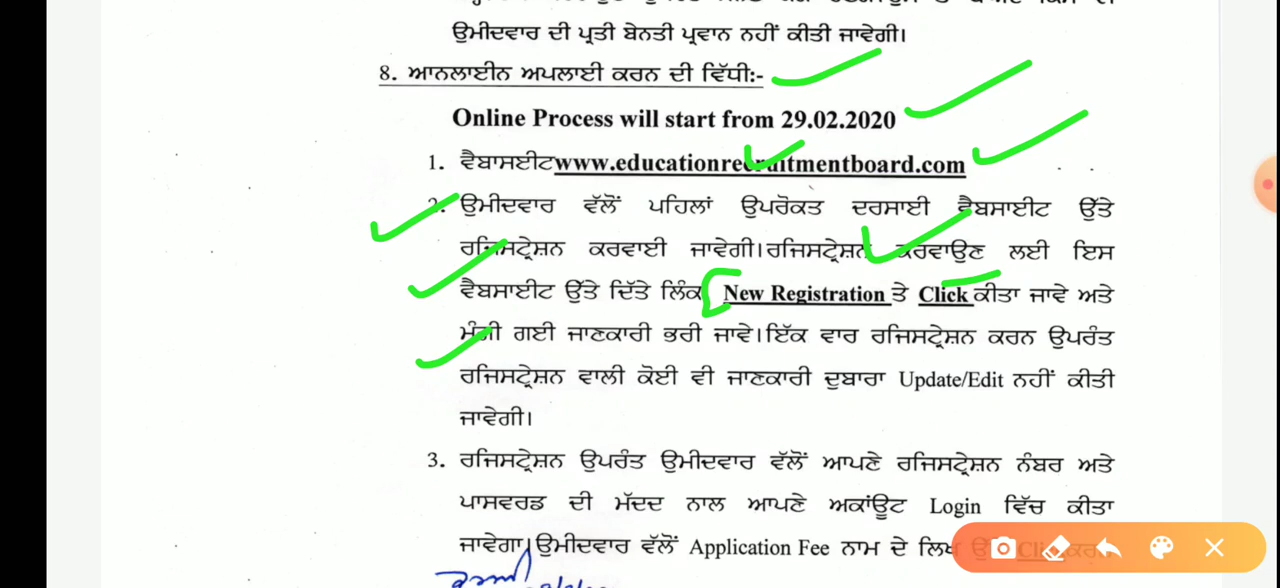 ਉਮੀਦਵਾਰ ਦੀ ਪ੍ਰਤੀ ਬੇਨਤੀ ਪ੍ਰਵਾਨ ਨਹੀਂ ਕੀਤੀ ਜਾਵੇਗੀ।
8. ਆਨਲਾਈਨ ਅਪਲਾਈ ਕਰਨ ਦੀ ਵਿੱਧੀ:-
Online Process will start from 29.02.2020
1. ਵੈਬਾਸਾਈਟwww.educationrecruitmentboard.com
2. ਉਮੀਦਵਾਰ ਵੱਲੋਂ ਪਹਿਲਾਂ ਉਪਰੋਕਤ ਦਰਸਾਈ ਵੈਬਸਾਈਟ ਉੱਤੇ
ਰਜਿਸਟ੍ਰੇਸ਼ਨ ਕਰਵਾਈ ਜਾਵੇਗੀ।ਰਜਿਸਟ੍ਰੇਸ਼ਨ ਕਰਵਾਉਣ ਲਈ ਇਸ
ਵੈਬਸਾਈਟ ਉੱਤੇ ਦਿੱਤੇ ਲਿੰਕ New Registration ਤੇ Click ਕੀਤਾ ਜਾਵੇ ਅਤੇ
ਮੰਗੀ ਗਈ ਜਾਣਕਾਰੀ ਭਰੀ ਜਾਵੇ।ਇੱਕ ਵਾਰ ਰਜਿਸਟ੍ਰੇਸ਼ਨ ਕਰਨ ਉਪਰੰਤ
ਰਜਿਸਟ੍ਰੇਸ਼ਨ ਵਾਲੀ ਕੋਈ ਵੀ ਜਾਣਕਾਰੀ ਦੁਬਾਰਾ Update/Edit ਨਹੀਂ ਕੀਤੀ
ਜਾਵੇਗੀ।
3. ਰਜਿਸਟ੍ਰੇਸ਼ਨ ਉਪਰੰਤ ਉਮੀਦਵਾਰ ਵੱਲੋਂ ਆਪਣੇ ਰਜਿਸਟ੍ਰੇਸ਼ਨ ਨੰਬਰ ਅਤੇ
ਪਾਸਵਰਡ ਦੀ ਮੱਦਦ ਨਾਲ ਆਪਣੇ ਅਕਾਂਊਟ Login ਵਿੱਚ ਕੀਤਾ
ਜਾਵੇਗਾ।ਉਮੀਦਵਾਰ ਵੱਲੋਂ Application Fee ਨਾਮ ਦੇ